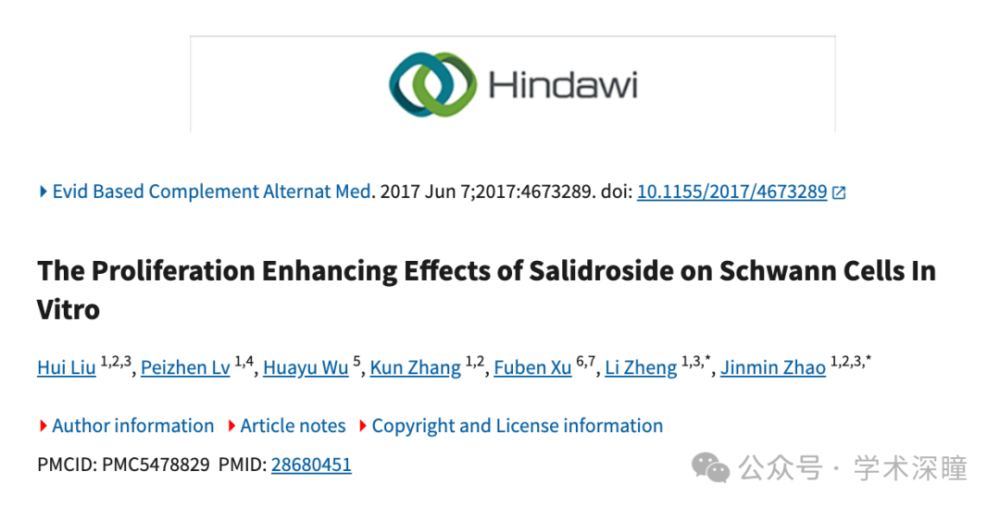 Hindawi
Evid Based Complement Alternat Med. 2017 Jun 7;2017:4673289. doi: 10.1155/2017/4673289
The Proliferation Enhancing Effects of Salidroside on Schwann Cells In
Vitro
Hui Liu 1,2,3, Peizhen Lv 1,4, Huayu Wu 5, Kun Zhang 1,2, Fuben Xu 6,7, Li Zheng 1,3,*, Jinmin Zhao 1,2,3,*
Author information Article notes Copyright and License information
PMCID: PMC5478829 PMID: 28680451
公众号 · 学术深瞳